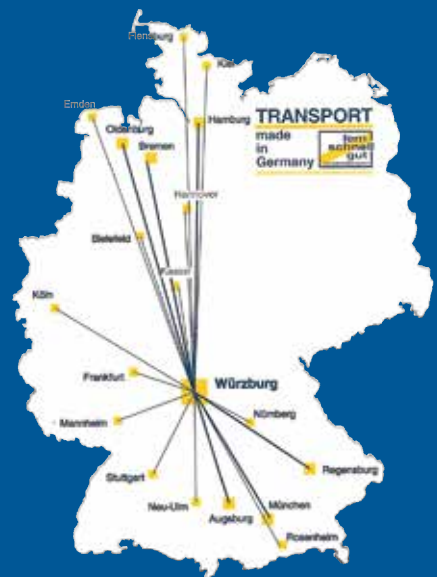 Flensburg
Kiel
Emden
Hamburg
TRANSPORT
made
in
Germany
fern
schnell
gut
Oldenburg
Bremen
Hannover
Bielefeld
Kassel
Köln
Frankfurt
Würzburg
Mannheim
Nürnberg
Stuttgart
Regensburg
Neu-Ulm
Augsburg
München
Rosenheim